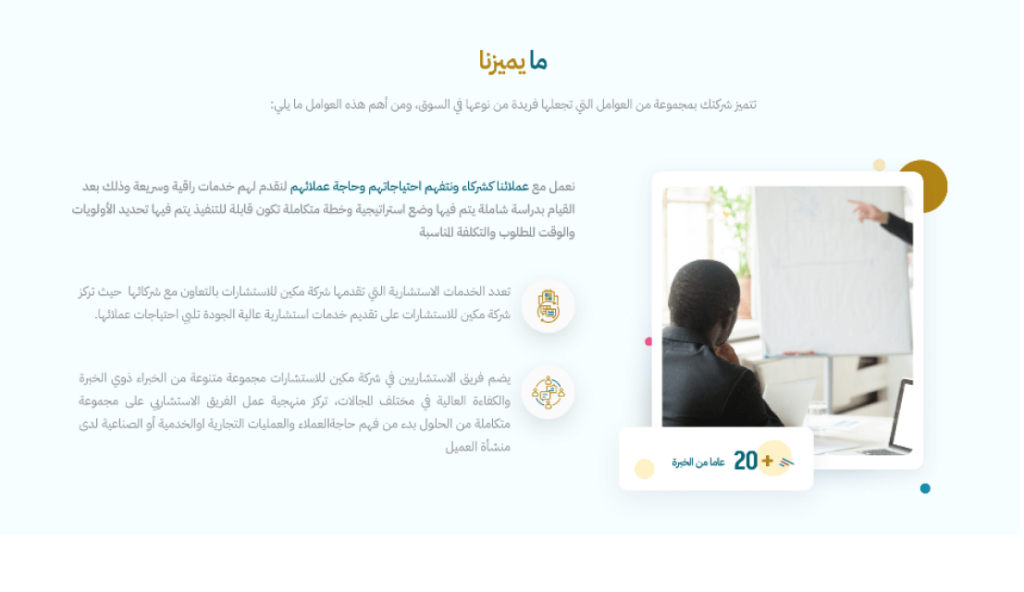 ما يميزنا
تتميز شركتك بمجموعة من العوامل التي تجعلها فريدة من نوعها في السوق، ومن أهم هذه العوامل ما يلي:
نعمل مع عملائنا كشركاء ونتفهم احتياجاتهم وحاجة عملائهم لنقدم لهم خدمات راقية وسريعة وذلك بعد
القيام بدراسة شاملة يتم فيها وضع استراتيجية وخطة متكاملة تكون قابلة للتنفيذ يتم فيها تحديد الأولويات
والوقت المطلوب والتكلفة المناسبة
تعدد الخدمات الاستشارية التي تقدمها شركة مكين للاستشارات بالتعاون مع شركائها حيث تركز
شركة مكين للاستشارات على تقديم خدمات استشارية عالية الجودة تلبي احتياجات عملائها.
يضم فريق الاستشاريين في شركة مكين للاستشارات مجموعة متنوعة من الخبراء ذوي الخبرة
والكفاءة العالية في مختلف المجالات، تركز منهجية عمل الفريق الاستشاري على مجموعة
متكاملة من الحلول بدء من فهم حاجةالعملاء والعمليات التجارية اوالخدمية أو الصناعية لدى
منشأة العميل
+20 عاما من الخبرة